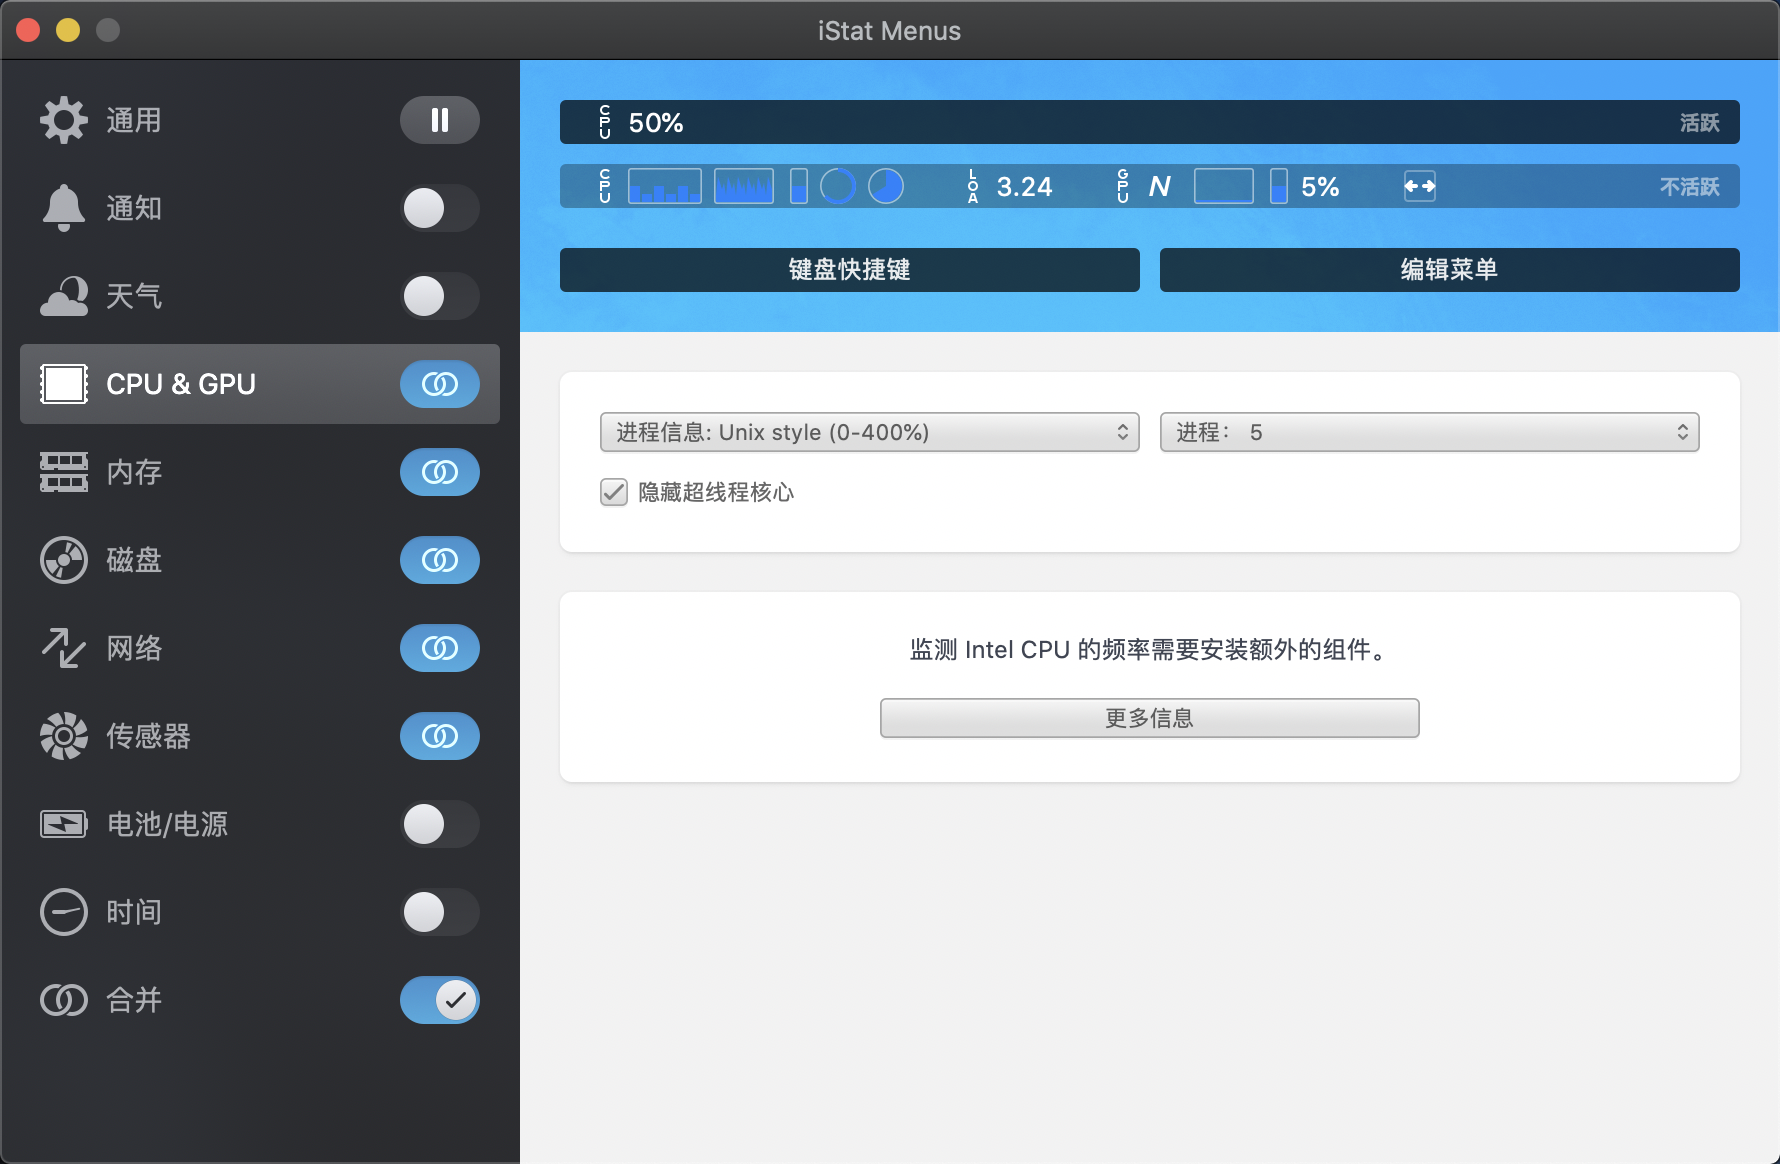 iStat Menus
通用
通知
天气
CPU & GPU
内存
磁盘
网络
传感器
电池/电源
时间
合并
CPU 50% 活跃
CPU LOA 3.24 GPU N 5% 不活跃
键盘快捷键 编辑菜单
进程信息: Unix style (0-400%) 进程： 5
隐藏超线程核心
监测 Intel CPU 的频率需要安装额外的组件。
更多信息